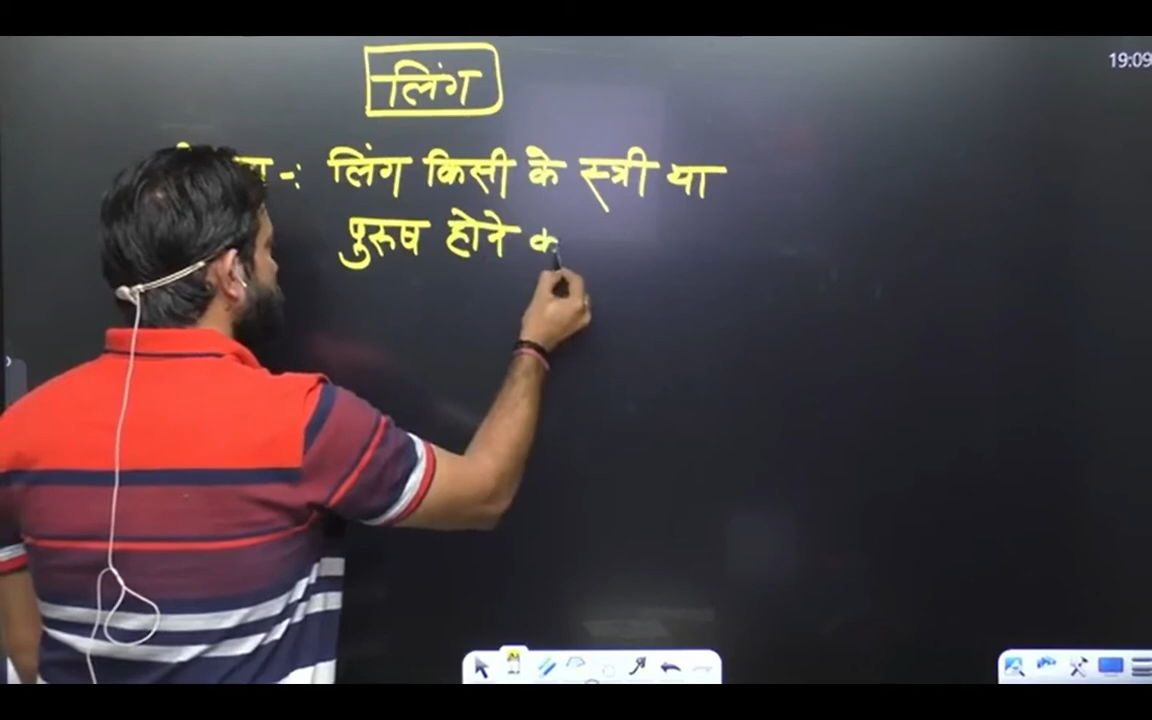 19:09
लिंग
-: लिंग किसी के स्त्री या
पुरुष होने